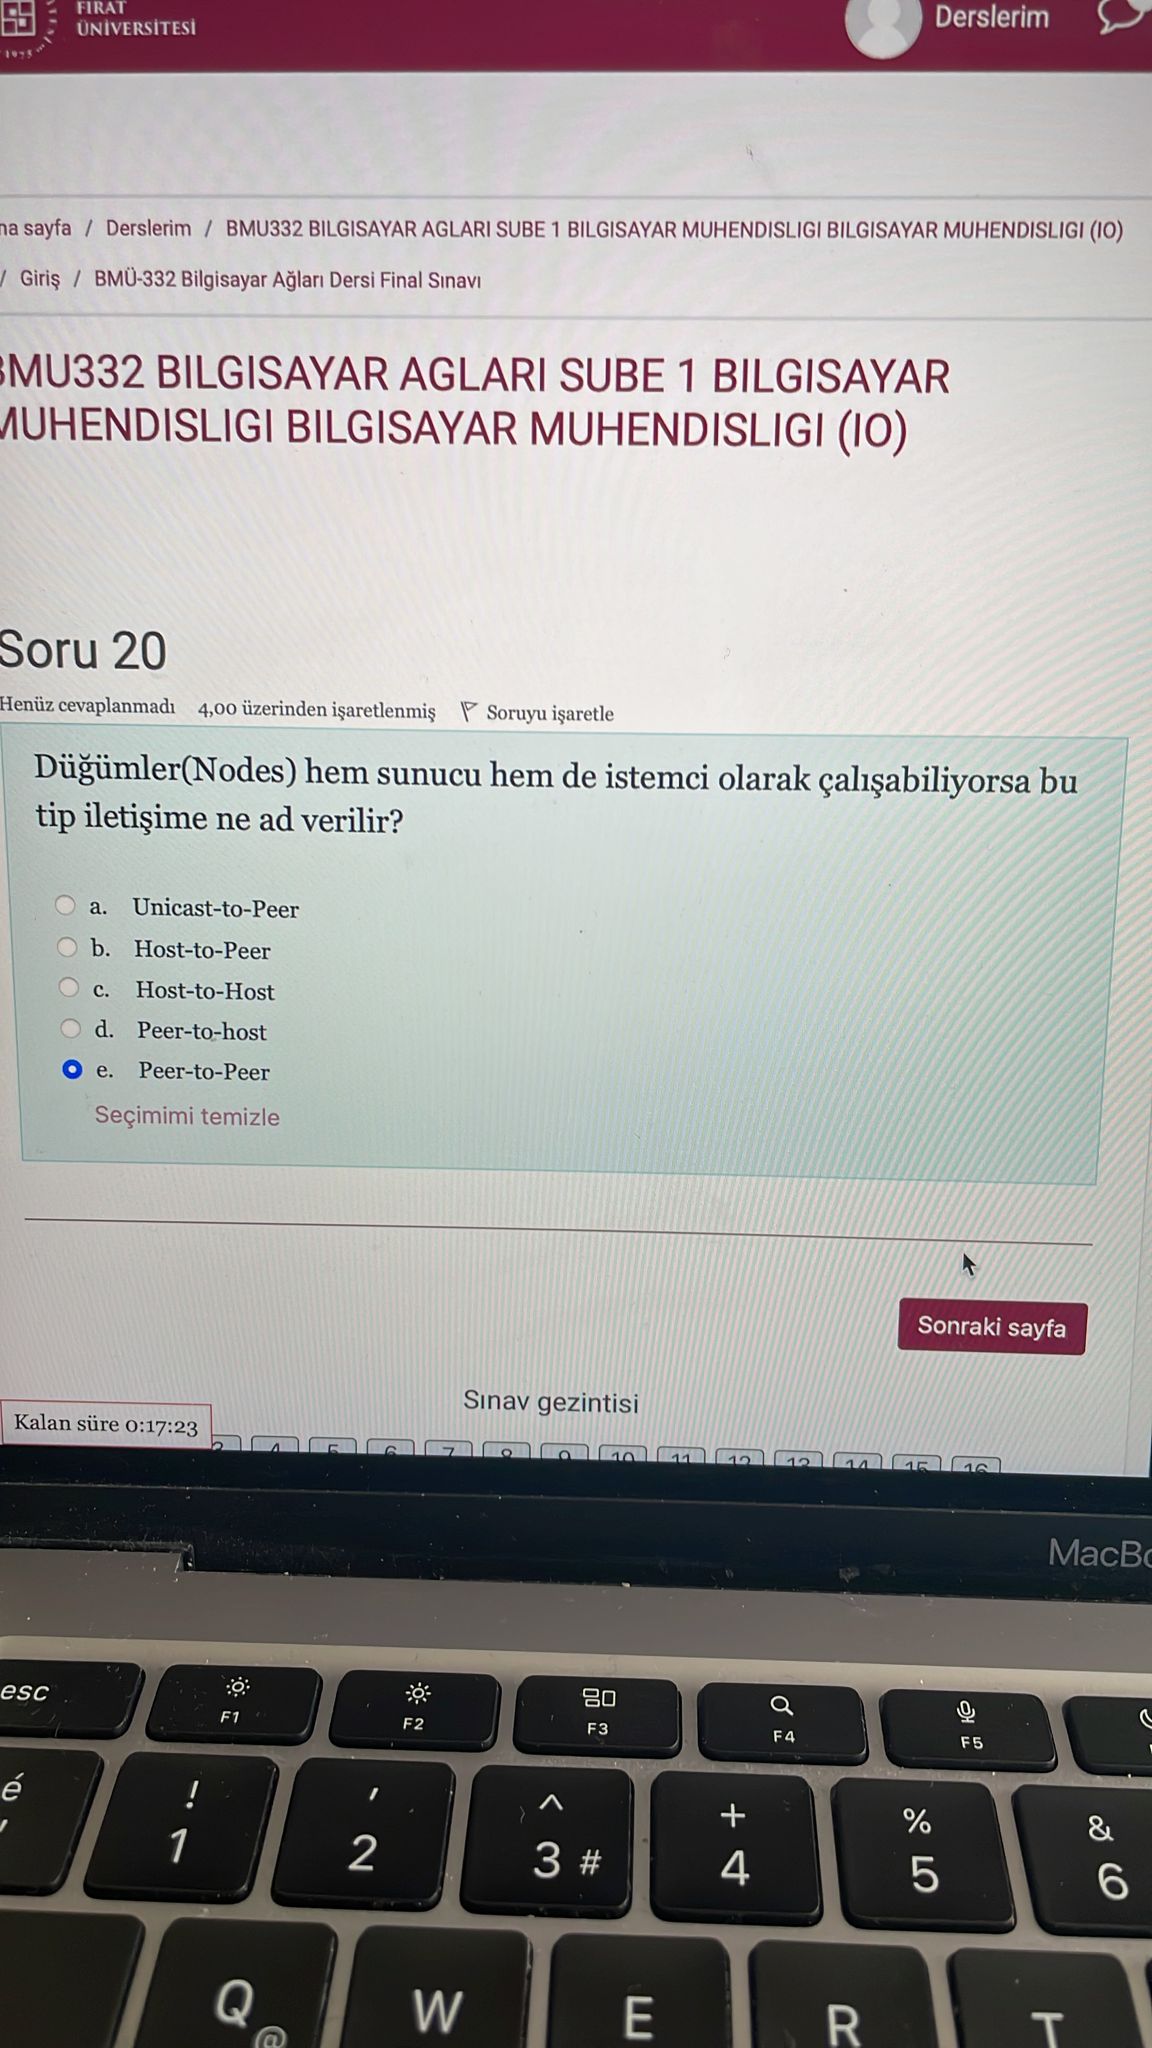 FIRAT
ÜNİVERSİTESİ
1975
Derslerim
na sayfa / Derslerim / BMU332 BILGISAYAR AGLARI SUBE 1 BILGISAYAR MUHENDISLIGI BILGISAYAR MUHENDISLIGI (IO)
/ Giriş / BMÜ-332 Bilgisayar Ağları Dersi Final Sınavı
BMU332 BILGISAYAR AGLARI SUBE 1 BILGISAYAR
MUHENDISLIGI BILGISAYAR MUHENDISLIGI (IO)
Soru 20
Henüz cevaplanmadı 4,00 üzerinden işaretlenmiş Soruyu işaretle
Düğümler(Nodes) hem sunucu hem de istemci olarak çalışabiliyorsa bu
tip iletişime ne ad verilir?
a. Unicast-to-Peer
b. Host-to-Peer
c. Host-to-Host
d. Peer-to-host
e. Peer-to-Peer
Seçimimi temizle
Sonraki sayfa
Sınav gezintisi
Kalan süre 0:17:23
4 5 6 7 8 9 10 11 12 13 14 15 16
MacBo
esc F1 F2 F3 F4 F5
é ! ' ^ + % &
1 2 3 # 4 5 6
Q @ W E R T